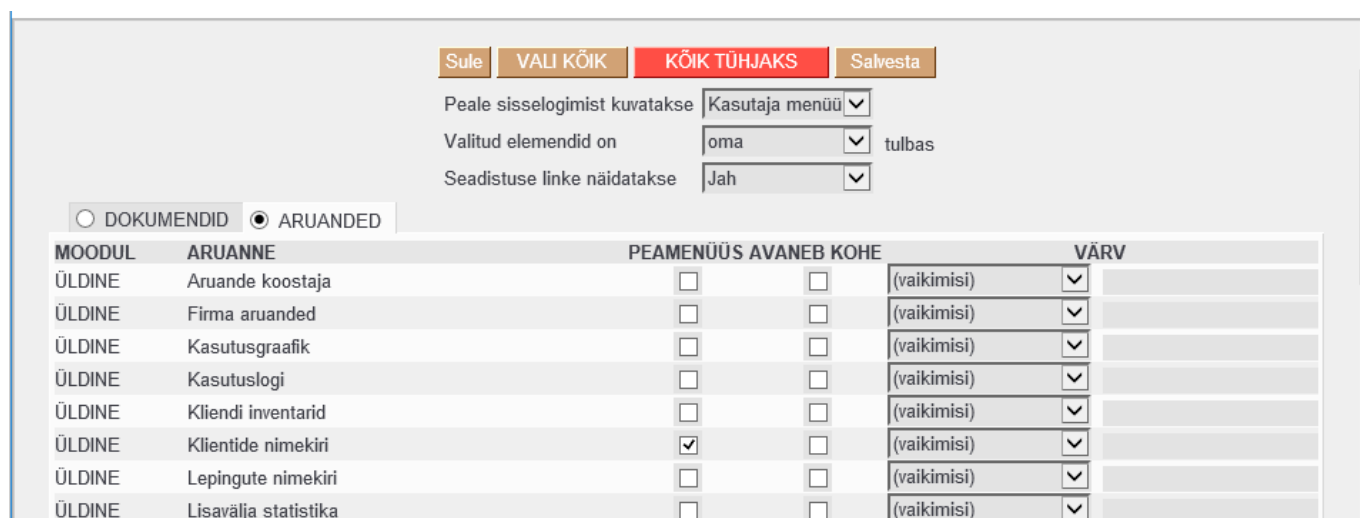 Sule VALI KÕIK KÕIK TÜHJAKS Salvesta
Peale sisselogimist kuvatakse Kasutaja menüü
Valitud elemendid on oma tulbas
Seadistuse linke näidatakse Jah
DOKUMENDID ARUANDED
MOODUL ARUANNE PEAMENÜÜS AVANEB KOHE VÄRV
ÜLDINE Aruande koostaja (vaikimisi)
ÜLDINE Firma aruanded (vaikimisi)
ÜLDINE Kasutusgraafik (vaikimisi)
ÜLDINE Kasutuslogi (vaikimisi)
ÜLDINE Kliendi inventarid (vaikimisi)
ÜLDINE Klientide nimekiri (vaikimisi)
ÜLDINE Lepingute nimekiri (vaikimisi)
ÜLDINE Lisavälja statistika (vaikimisi)